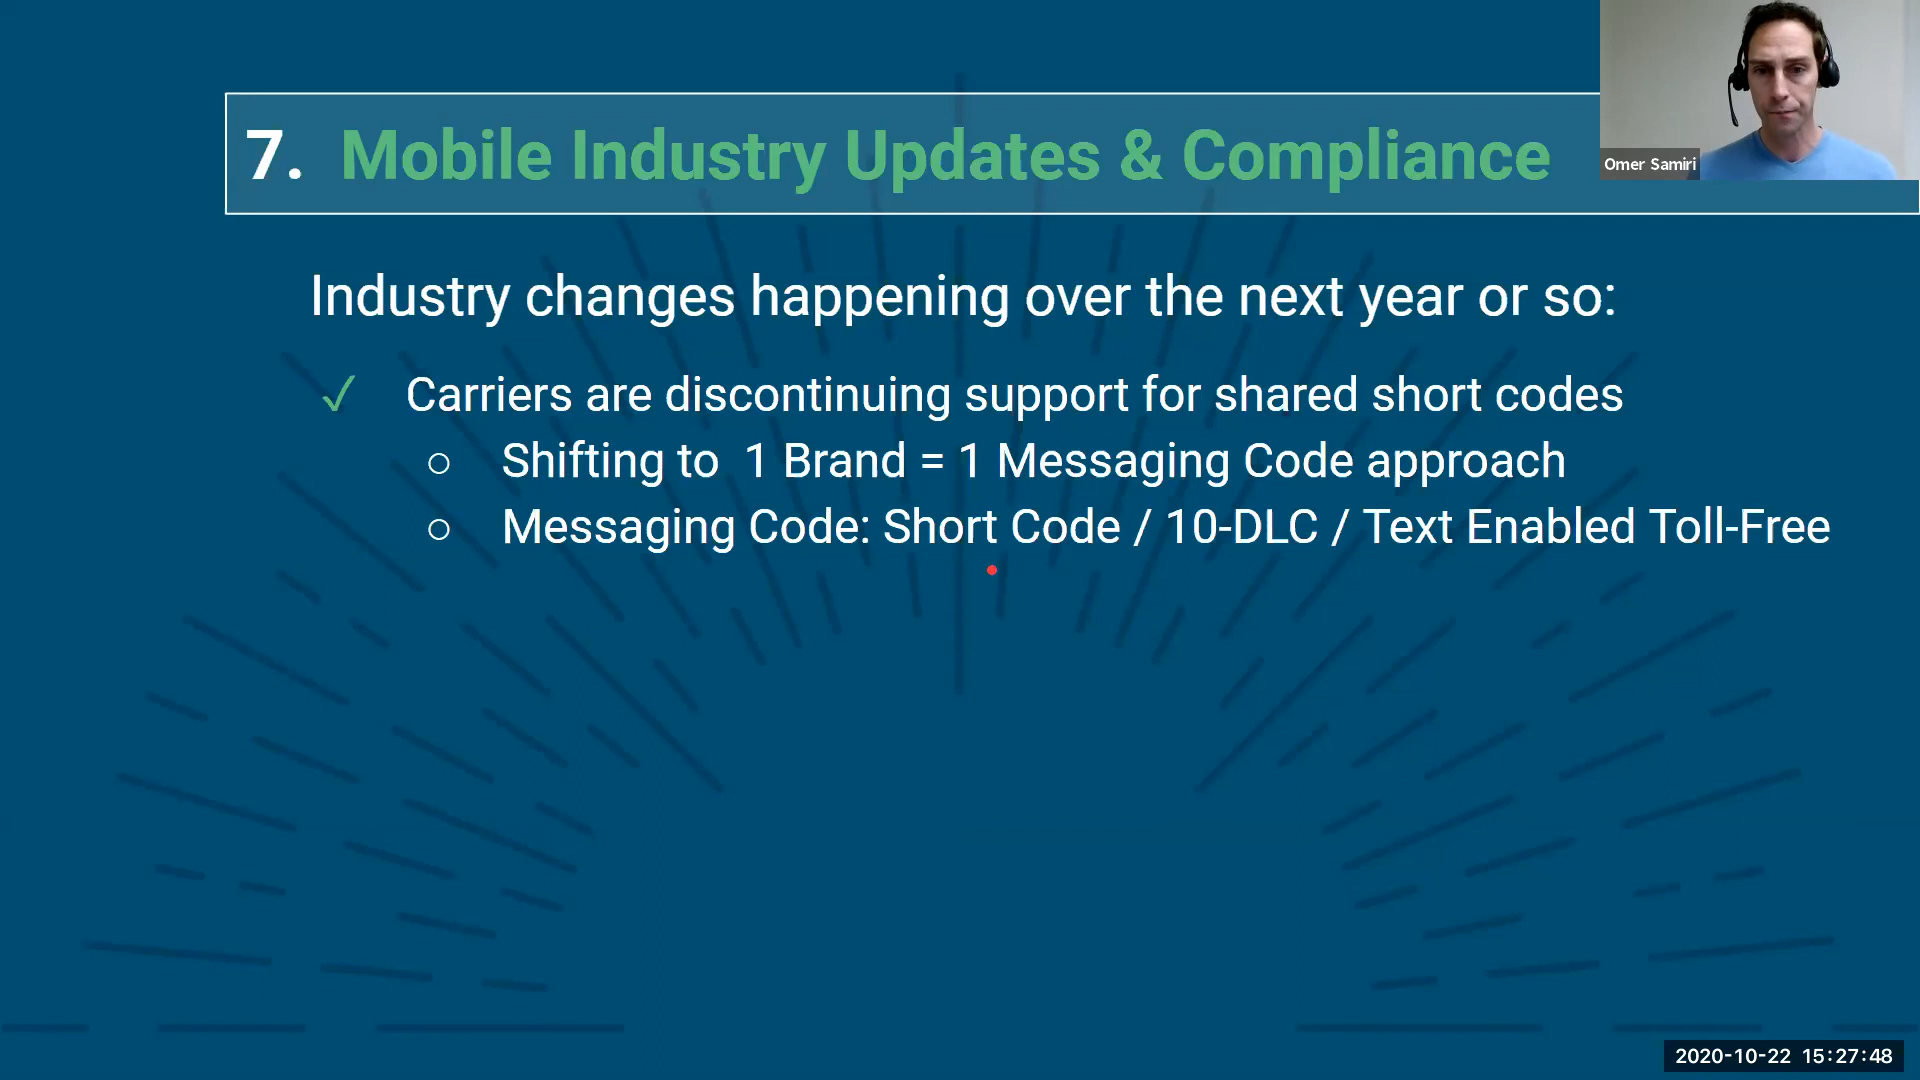 7. Mobile Industry Updates & Compliance
Omer Samiri
Industry changes happening over the next year or so:
✓ Carriers are discontinuing support for shared short codes
○ Shifting to 1 Brand = 1 Messaging Code approach
○ Messaging Code: Short Code / 10-DLC / Text Enabled Toll-Free
2020-10-22 15:27:48